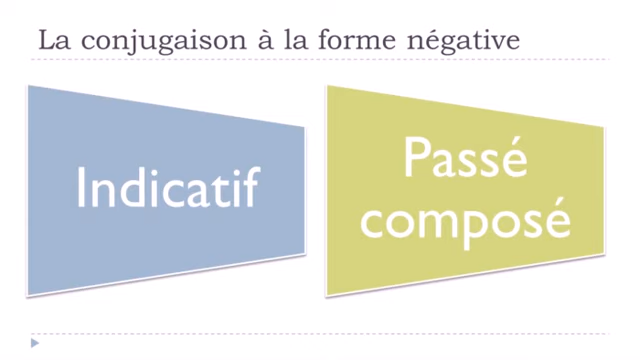 La conjugaison à la forme négative
Indicatif
Passé
composé